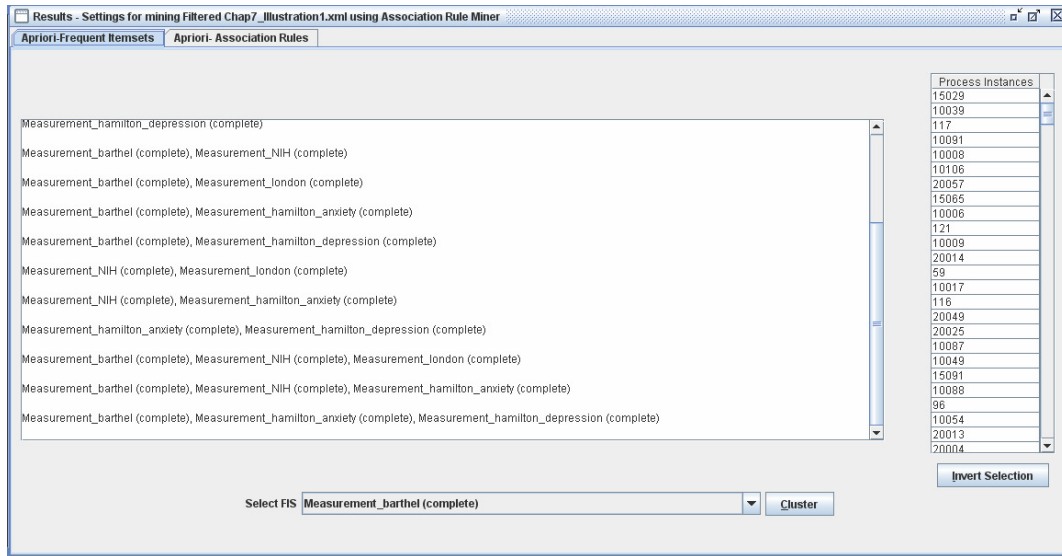 Results - Settings for mining Filtered Chap7_Illustration1.xml using Association Rule Miner
Apriori-Frequent Itemsets
Apriori- Association Rules
Measurement_hamilton_depression (complete)
Measurement_barthel (complete), Measurement_NIH (complete)
Measurement_barthel (complete), Measurement_london (complete)
Measurement_barthel (complete), Measurement_hamilton_anxiety (complete)
Measurement_barthel (complete), Measurement_hamilton_depression (complete)
Measurement_NIH (complete), Measurement_london (complete)
Measurement_NIH (complete), Measurement_hamilton_anxiety (complete)
Measurement_hamilton_anxiety (complete), Measurement_hamilton_depression (complete)
Measurement_barthel (complete), Measurement_NIH (complete), Measurement_london (complete)
Measurement_barthel (complete), Measurement_NIH (complete), Measurement_hamilton_anxiety (complete)
Measurement_barthel (complete), Measurement_hamilton_anxiety (complete), Measurement_hamilton_depression (complete)
Process Instances
15029
10039
117
10091
10008
10106
20057
15065
10006
121
10009
20014
59
10017
116
20049
20025
10087
10049
15091
10088
96
10054
20013
20004
Invert Selection
Select FIS Measurement_barthel (complete)
Cluster